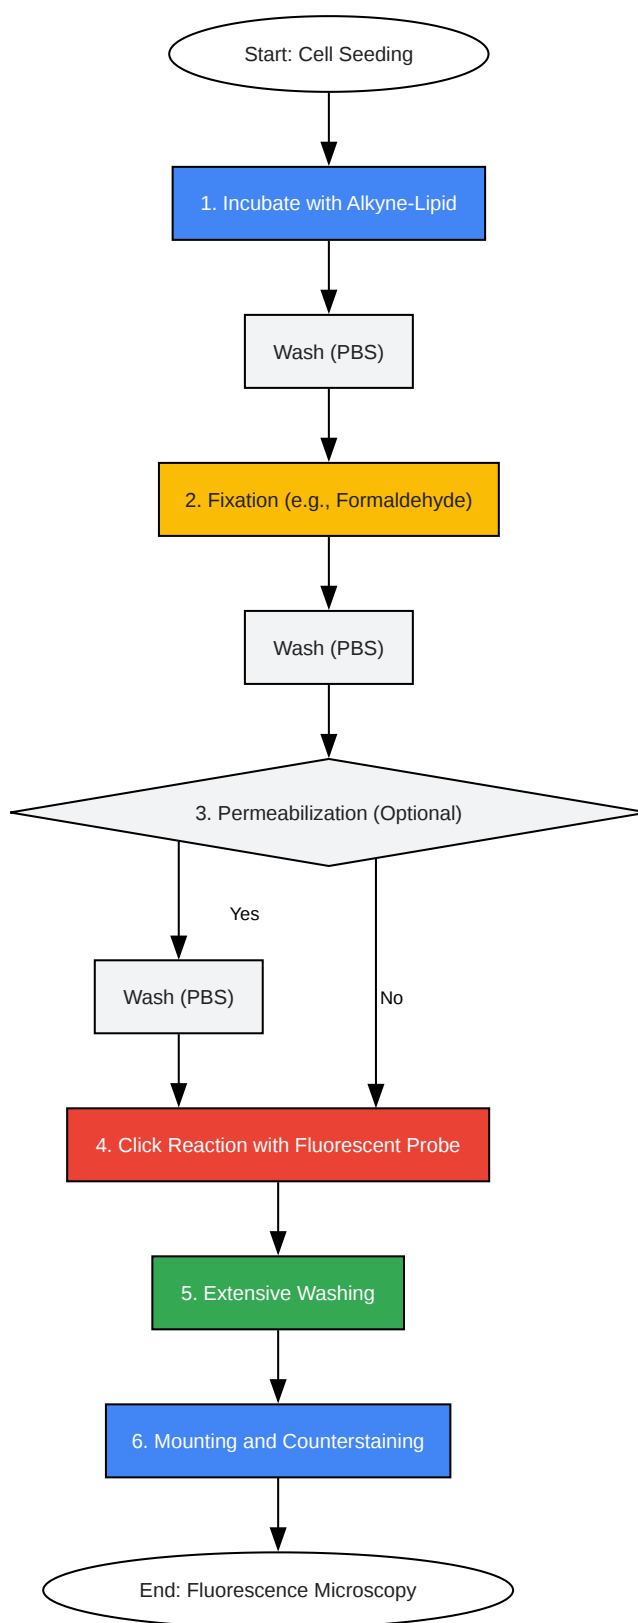 Start: Cell Seeding
1. Incubate with Alkyne-Lipid
Wash (PBS)
2. Fixation (e.g., Formaldehyde)
Wash (PBS)
3. Permeabilization (Optional)
Yes
Wash (PBS)
No
4. Click Reaction with Fluorescent Probe
5. Extensive Washing
6. Mounting and Counterstaining
End: Fluorescence Microscopy